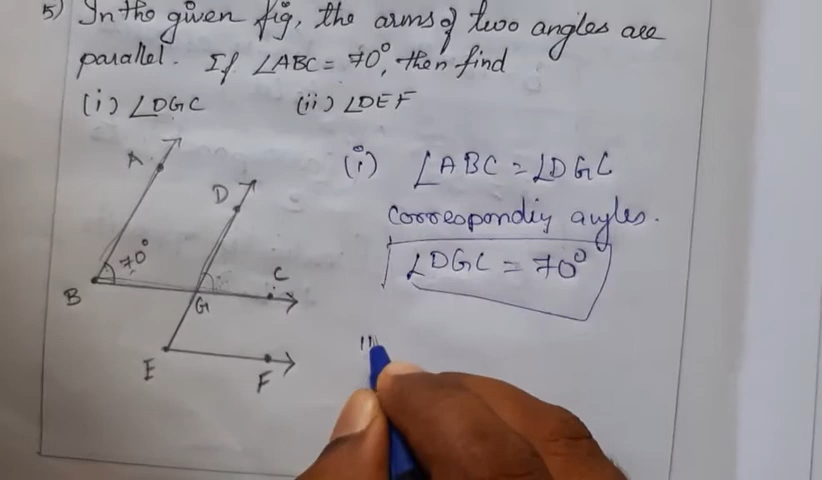 5) In the given fig, the arms of two angles are
parallel. If ∠ABC = 70°, then find
(i) ∠DGC (ii) ∠DEF
(i) ∠ABC = ∠DGC
correspondiy angles.
∠DGC = 70°
A
D
70°
B
C
G
E
F
ii